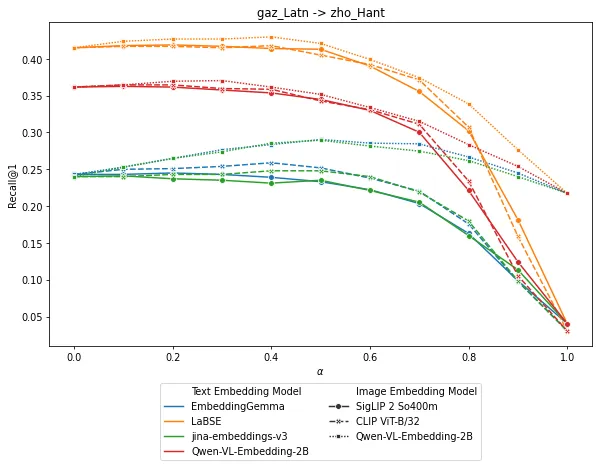 gaz_Latn -> zho_Hant
Recall@1
0.40
0.35
0.30
0.25
0.20
0.15
0.10
0.05
0.0 0.2 0.4 0.6 0.8 1.0
α
Text Embedding Model Image Embedding Model
EmbeddingGemma SigLIP 2 So400m
LaBSE CLIP ViT-B/32
jina-embeddings-v3 Qwen-VL-Embedding-2B
Qwen-VL-Embedding-2B